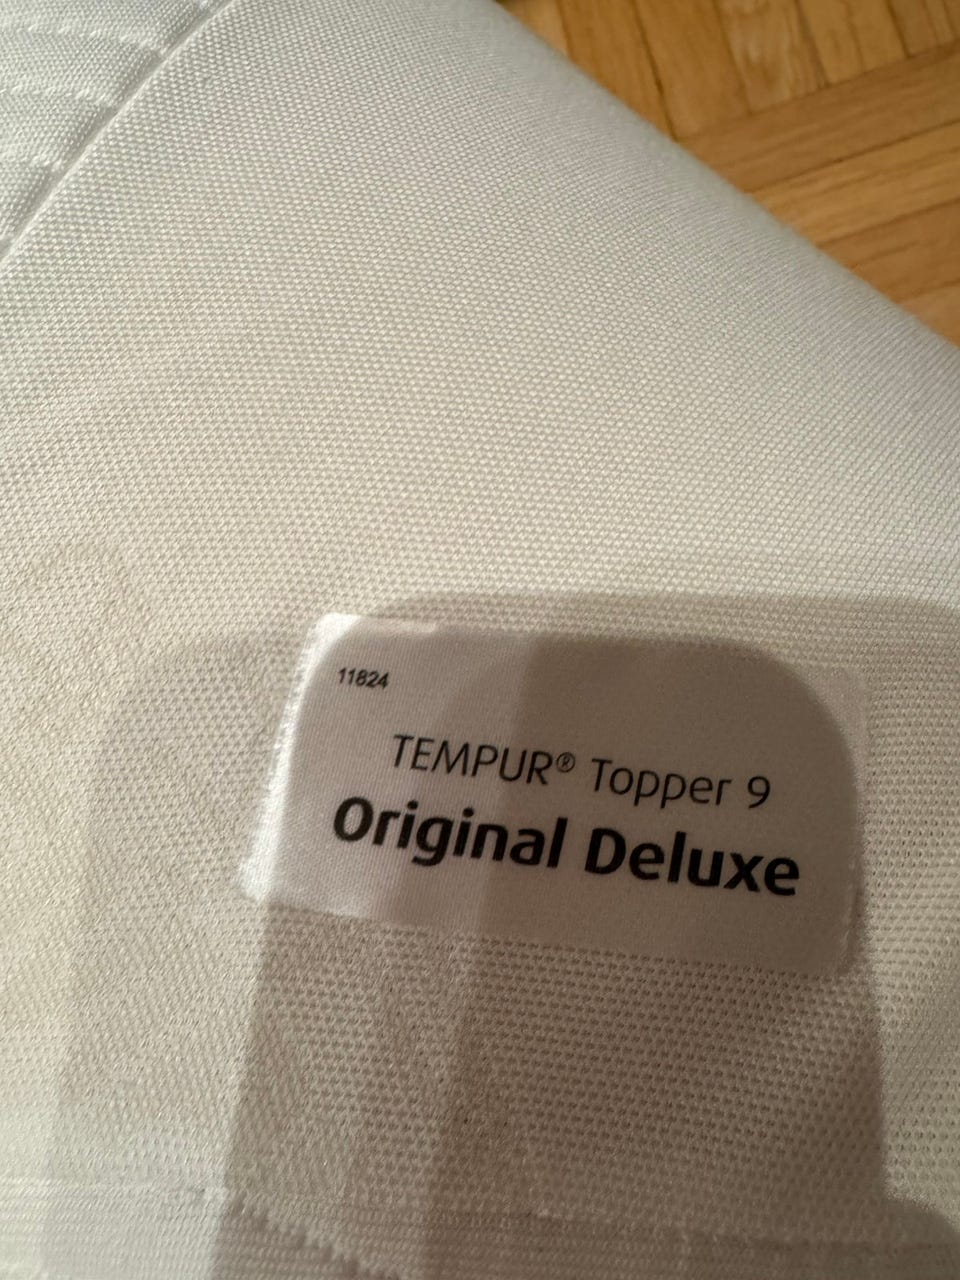 11824
TEMPUR® Topper 9
Original Deluxe